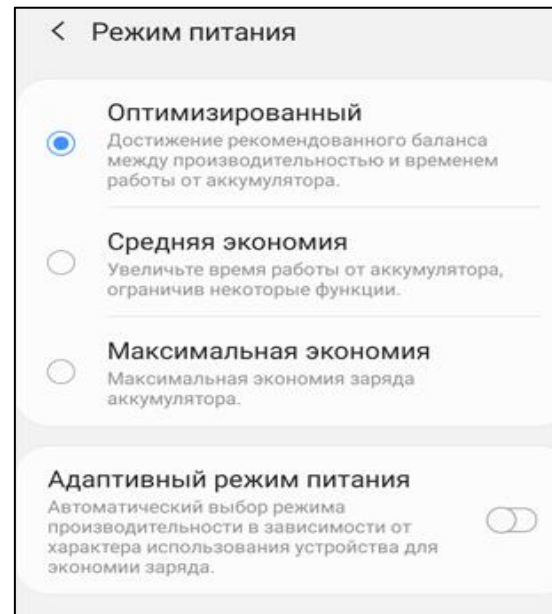 Режим питания
Оптимизированный
Достижение рекомендованного баланса
между производительностью и временем
работы от аккумулятора.
Средняя экономия
Увеличьте время работы от аккумулятора,
ограничив некоторые функции.
Максимальная экономия
Максимальная экономия заряда
аккумулятора.
Адаптивный режим питания
Автоматический выбор режима
производительности в зависимости от
характера использования устройства для
экономии заряда.